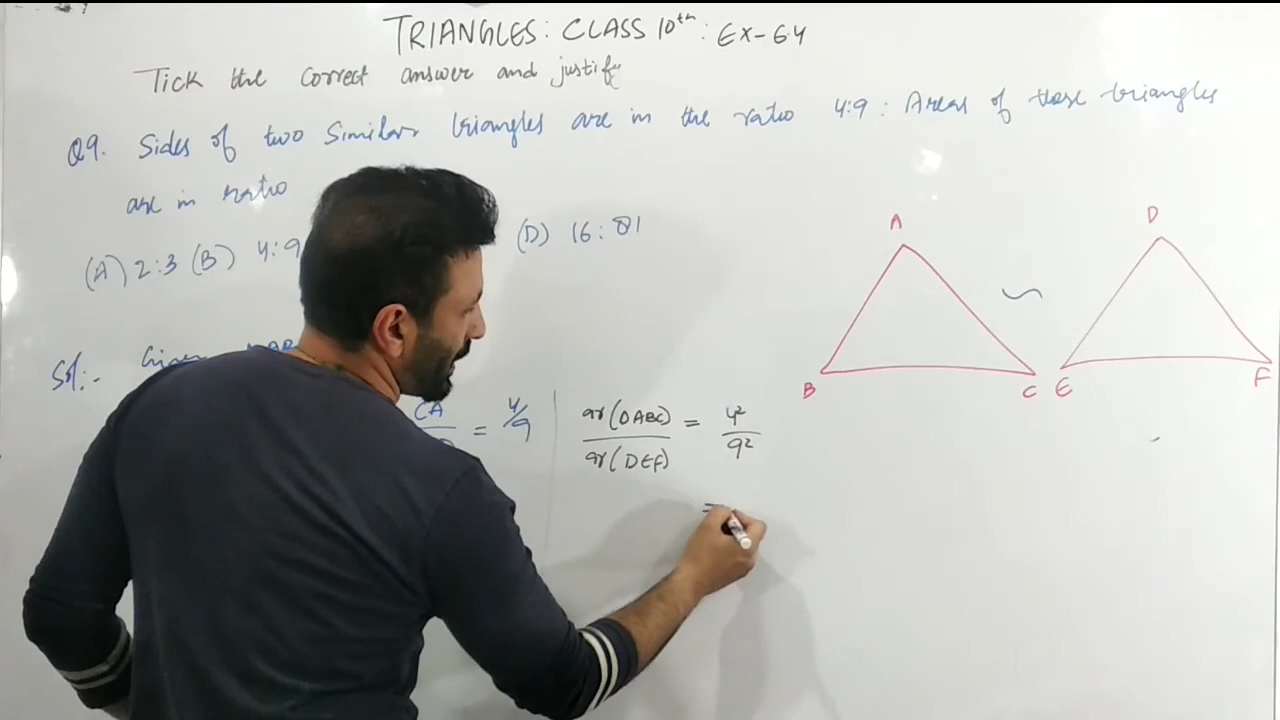 TRIANGLES: CLASS 10th: EX-6.4
Tick the correct answer and justify
Q9. Sides of two Similar triangles are in the ratio 4:9: Areas of these triangles
are in ratio
(A) 2:3 (B) 4:9 (D) 16:81
A
D
B
C
E
F
Sol:- Given
CA
= 4/9
ar(ΔABC) = 4²
ar(DEF) 9²
=